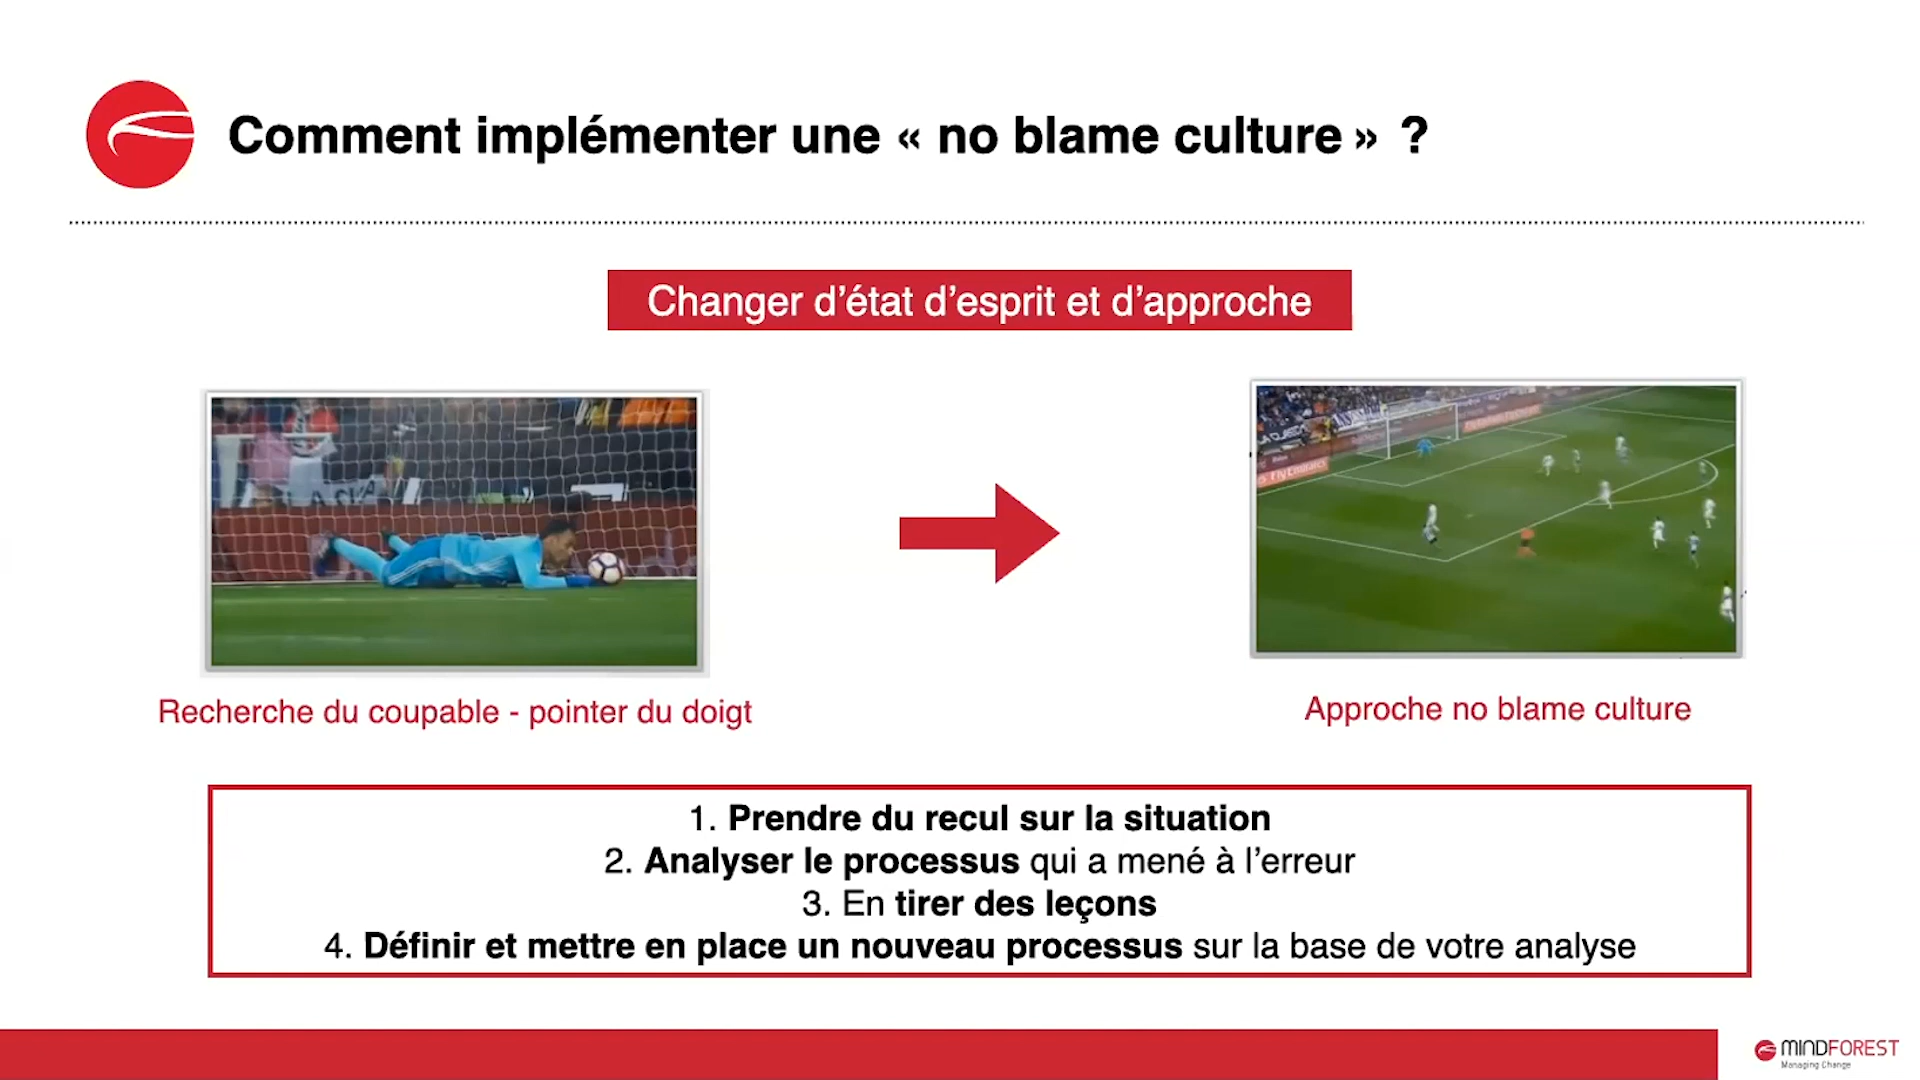 Comment implémenter une « no blame culture » ?
Changer d’état d’esprit et d’approche
fly Emirates
Recherche du coupable - pointer du doigt
Approche no blame culture
1. Prendre du recul sur la situation
2. Analyser le processus qui a mené à l’erreur
3. En tirer des leçons
4. Définir et mettre en place un nouveau processus sur la base de votre analyse
MINDFOREST
Managing Change